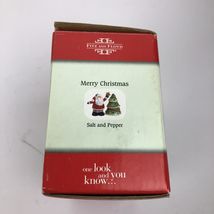 FITZ AND FLOYD
Merry Christmas
Salt and Pepper
one look
and you
know...